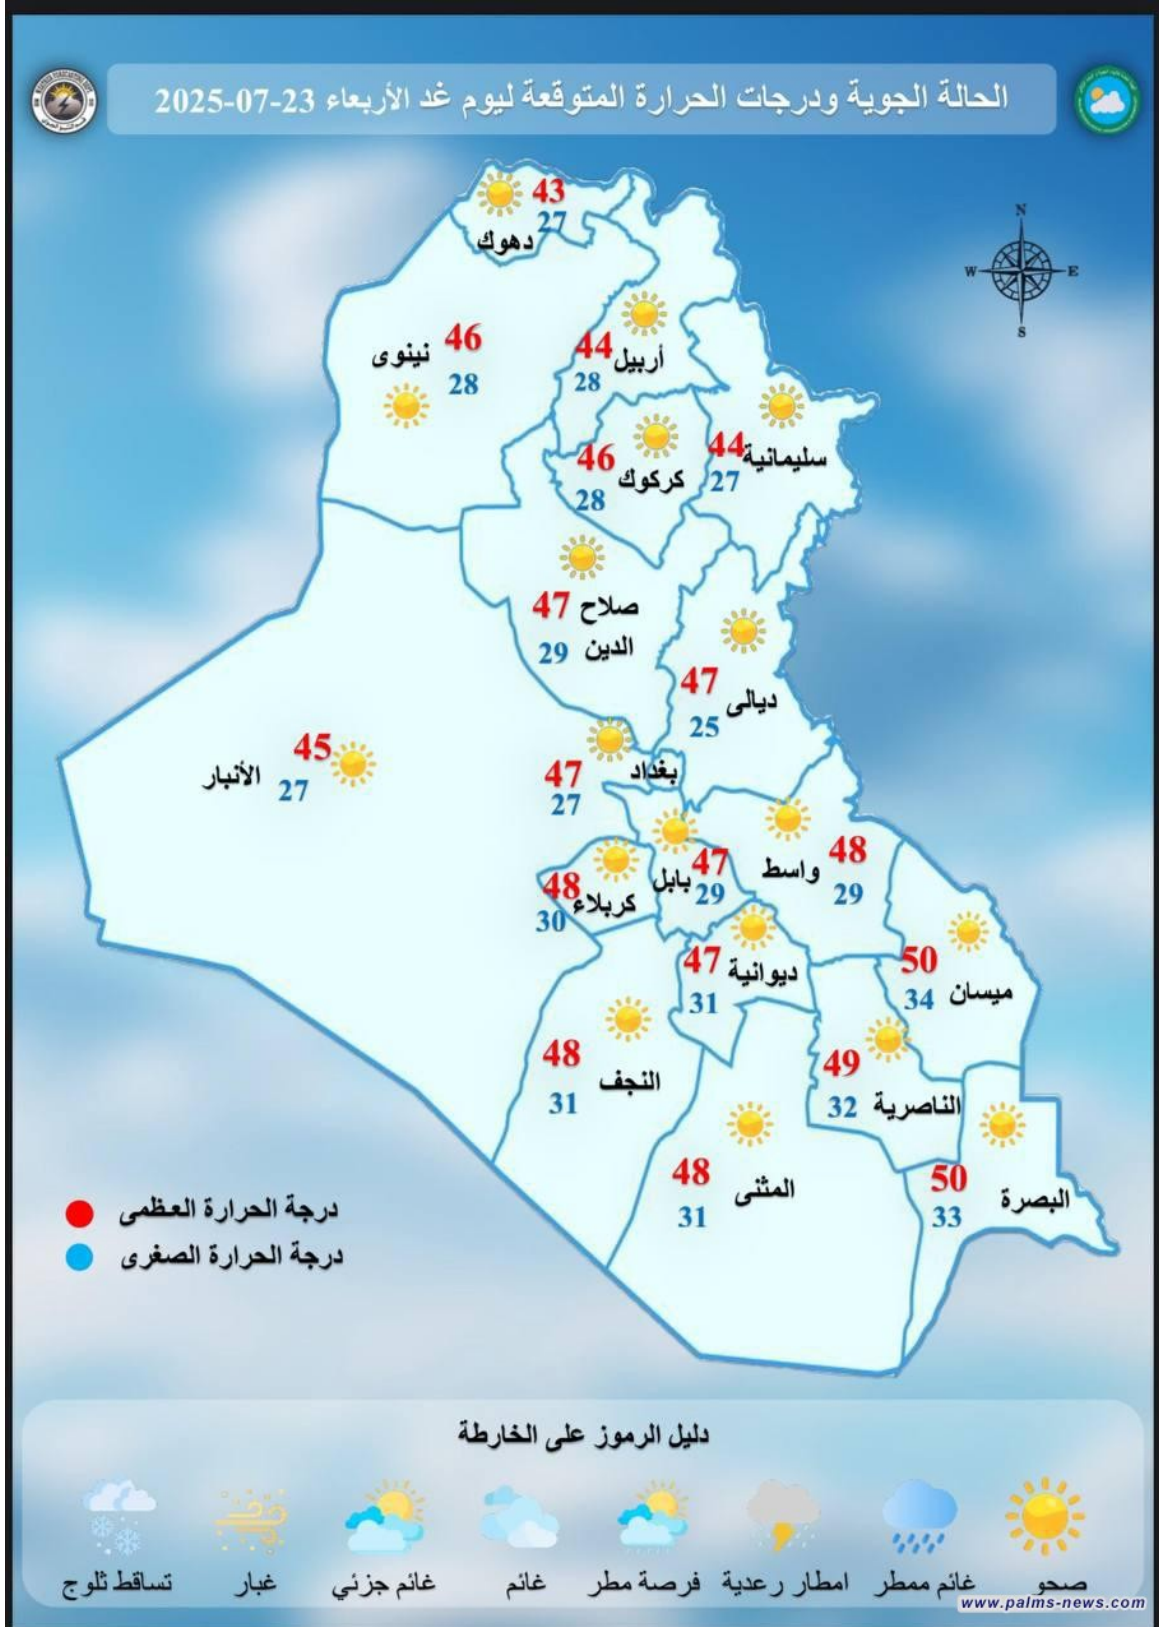 الحالة الجوية ودرجات الحرارة المتوقعة ليوم غد الأربعاء 23-07-2025
N
W
E
S
43
27
دهوك
46
نينوى
28
44
أربيل
28
44
سليمانية
27
46
كركوك
28
صلاح
47
الدين
29
47
ديالى
25
بغداد
47
27
45
الأنبار
27
48
واسط
29
47
بابل
29
48
كربلاء
30
47
ديوانية
31
50
ميسان
34
48
النجف
31
49
الناصرية
32
48
المثنى
31
50
البصرة
33
درجة الحرارة العظمى
درجة الحرارة الصغرى
دليل الرموز على الخارطة
صحو
غائم ممطر
امطار رعدية
فرصة مطر
غائم
غائم جزئي
غبار
تساقط ثلوج
www.palms-news.com